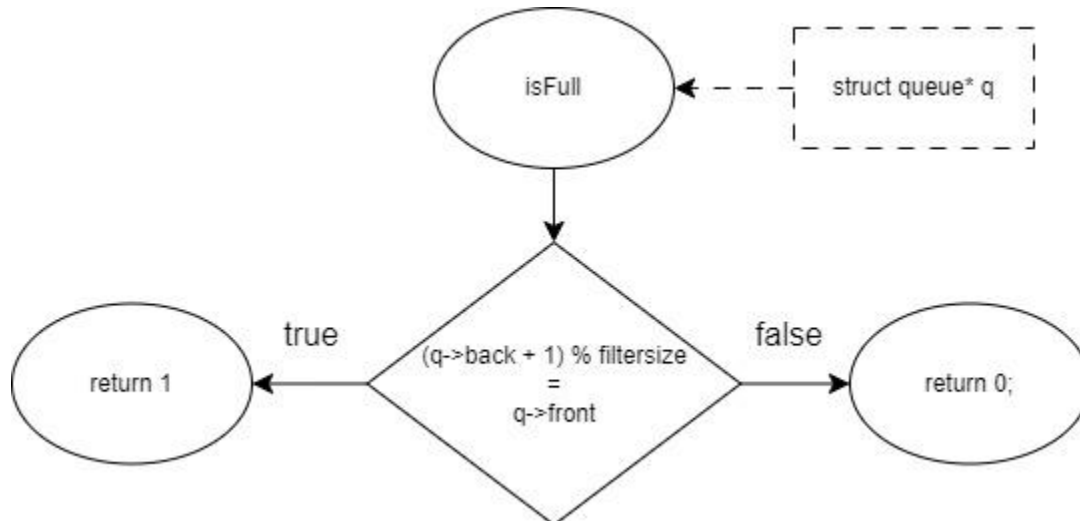 isFull
struct queue* q
true
false
(q->back + 1) % filtersize
=
q->front
return 1
return 0;